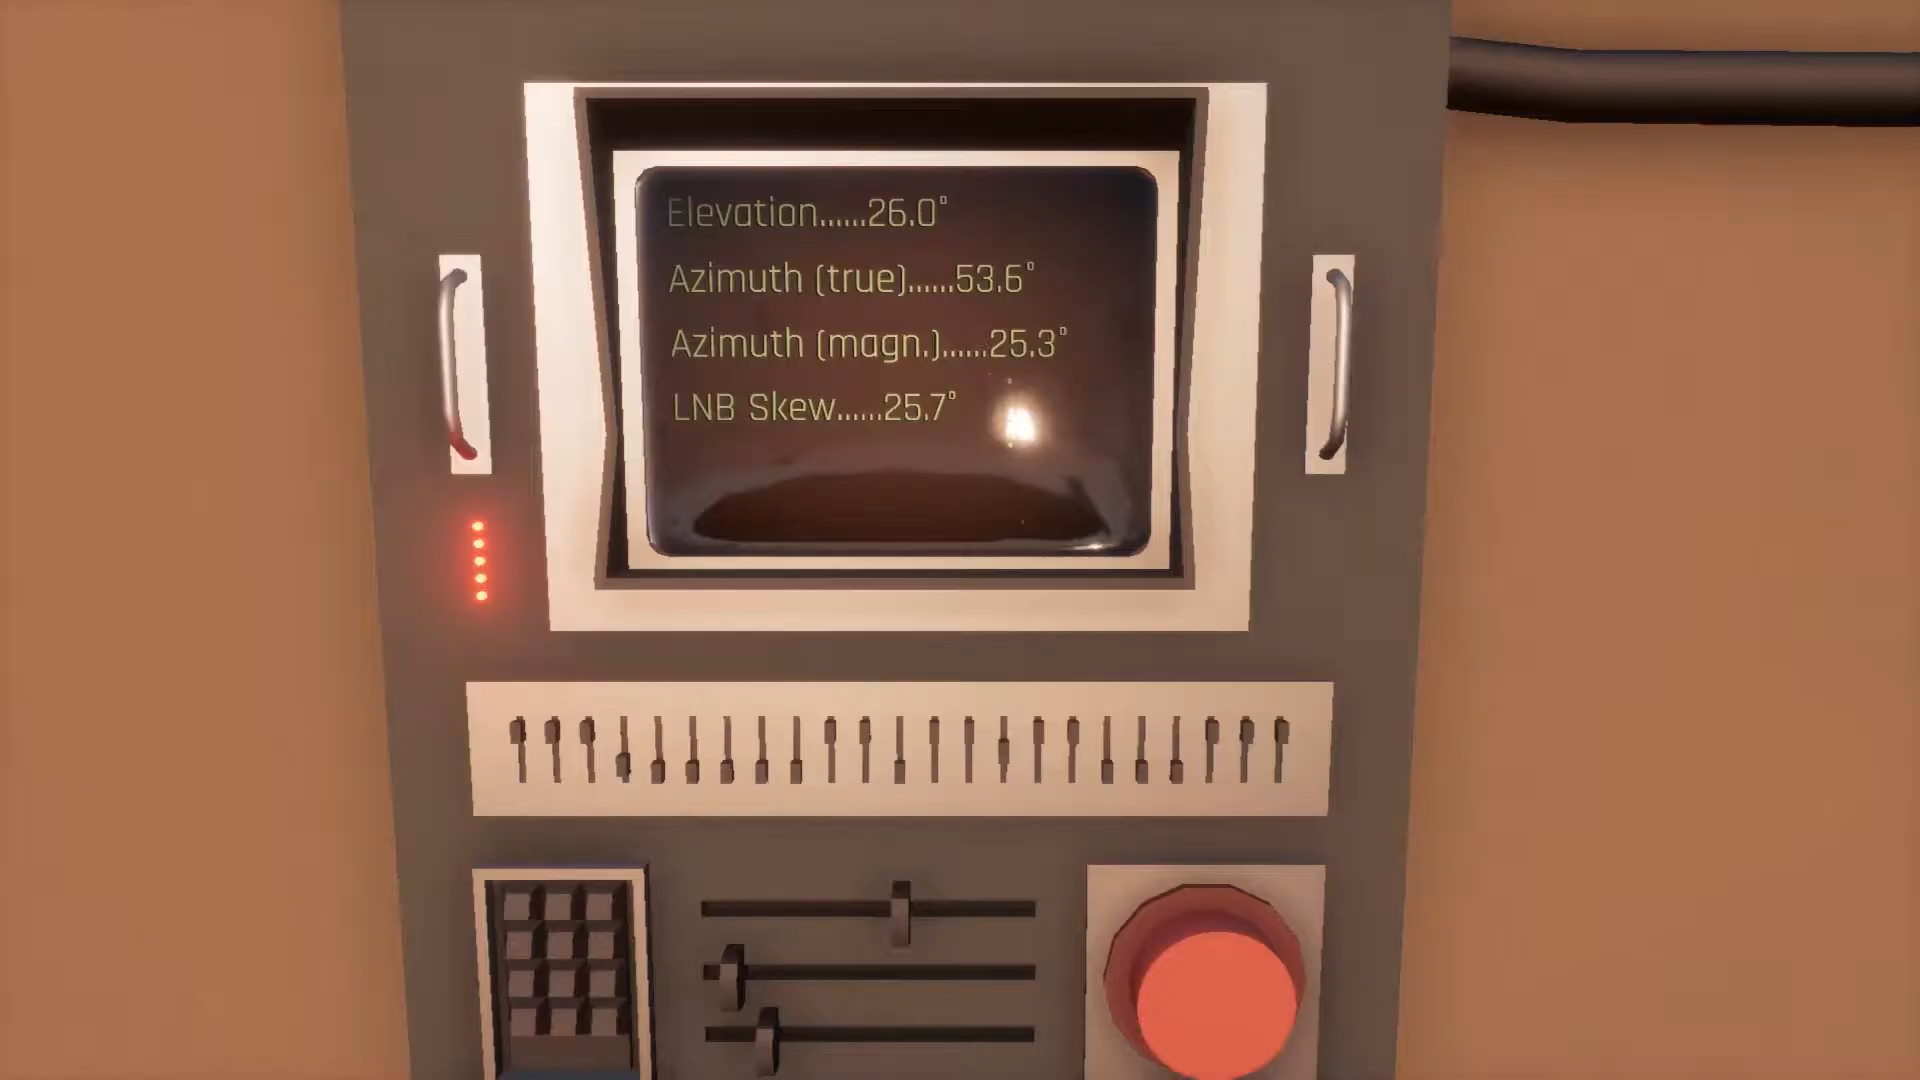 Elevation......26.0°
Azimuth (true)......53.6°
Azimuth (magn.)......25.3°
LNB Skew......25.7°